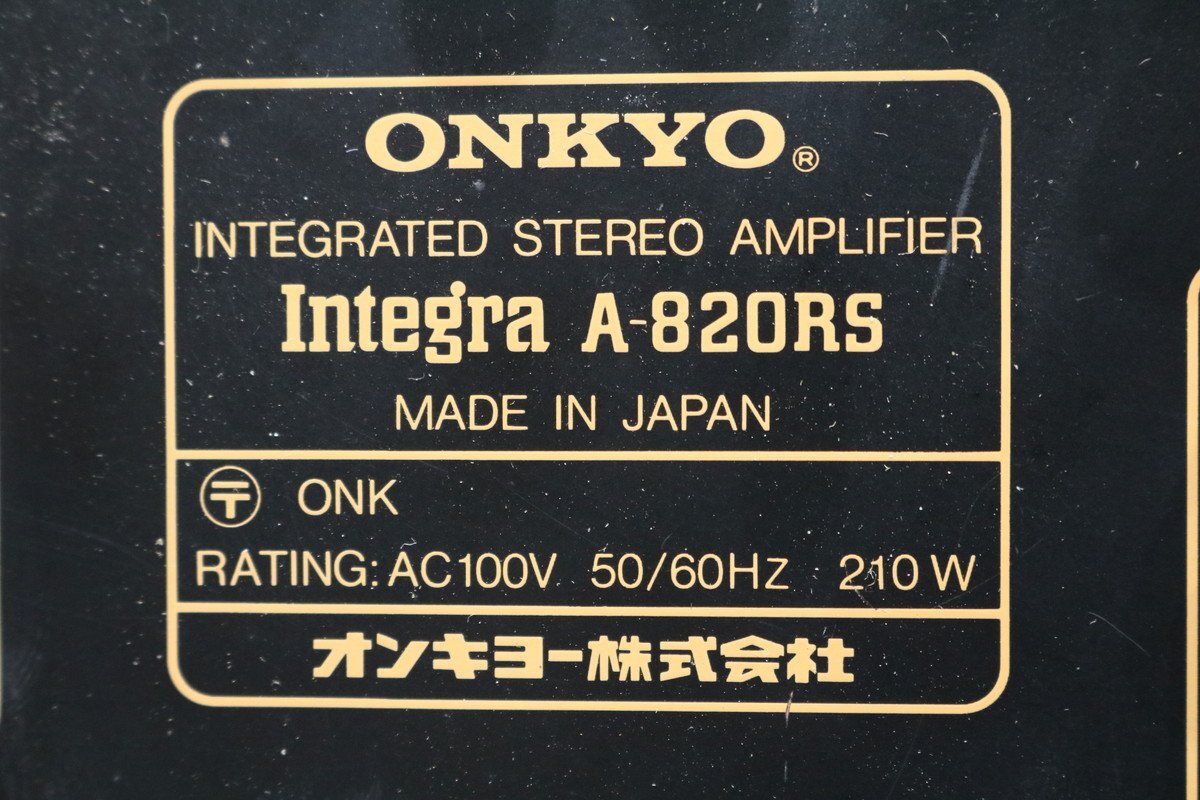 ONKYO®
INTEGRATED STEREO AMPLIFIER
Integra A-820RS
MADE IN JAPAN
〶 ONK
RATING: AC100V 50/60Hz 210W
オンキヨー株式会社